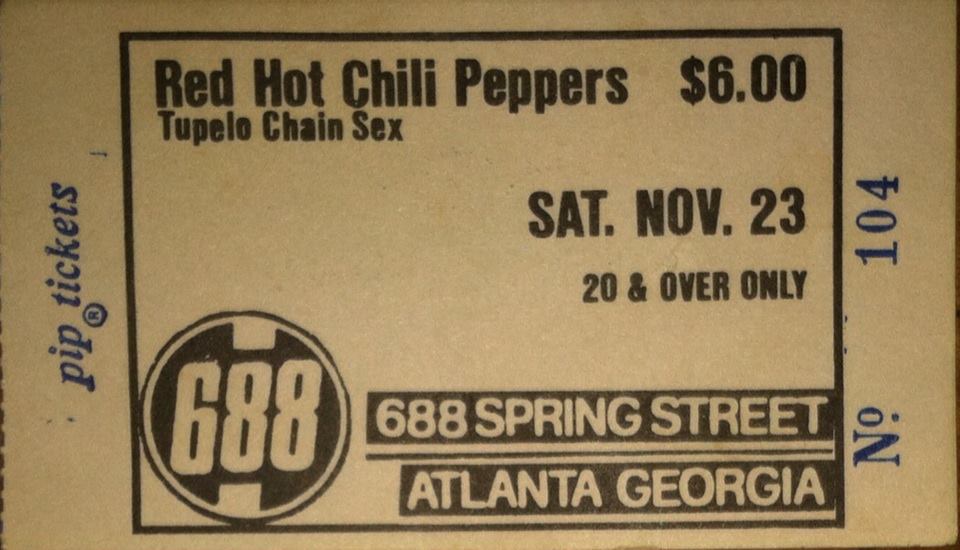 Red Hot Chili Peppers $6.00
Tupelo Chain Sex
SAT. NOV. 23
20 & OVER ONLY
688
688 SPRING STREET
ATLANTA GEORGIA
pip® tickets
Nº 104